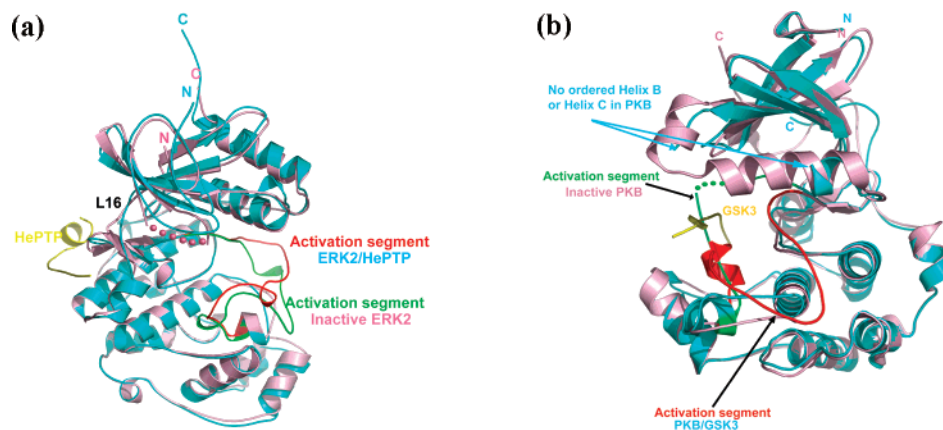 (a)
C
C
N
N
L16
HePTP
Activation segment
ERK2/HePTP
Activation segment
Inactive ERK2
(b)
N
C
N
No ordered Helix B
or Helix C in PKB
C
Activation segment
Inactive PKB
GSK3
Activation segment
PKB/GSK3